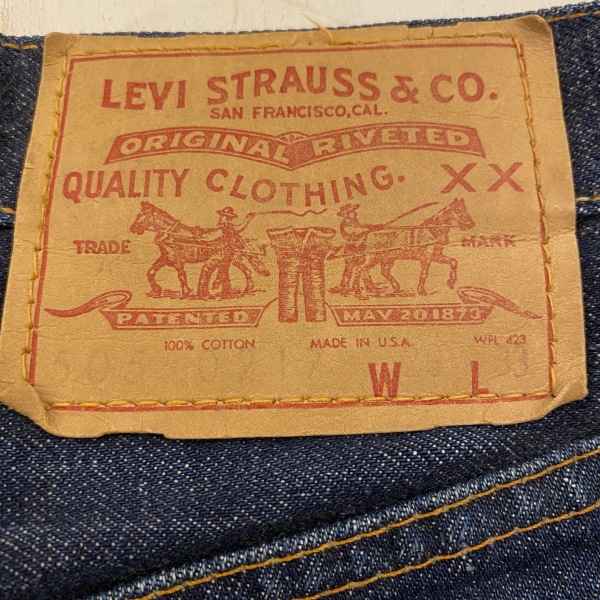 LEVI STRAUSS & CO.
SAN FRANCISCO, CAL.
ORIGINAL RIVETED
QUALITY CLOTHING. XX
TRADE MARK
PATENTED MAY 20 1873
100% COTTON MADE IN U.S.A. WPL 423
W L